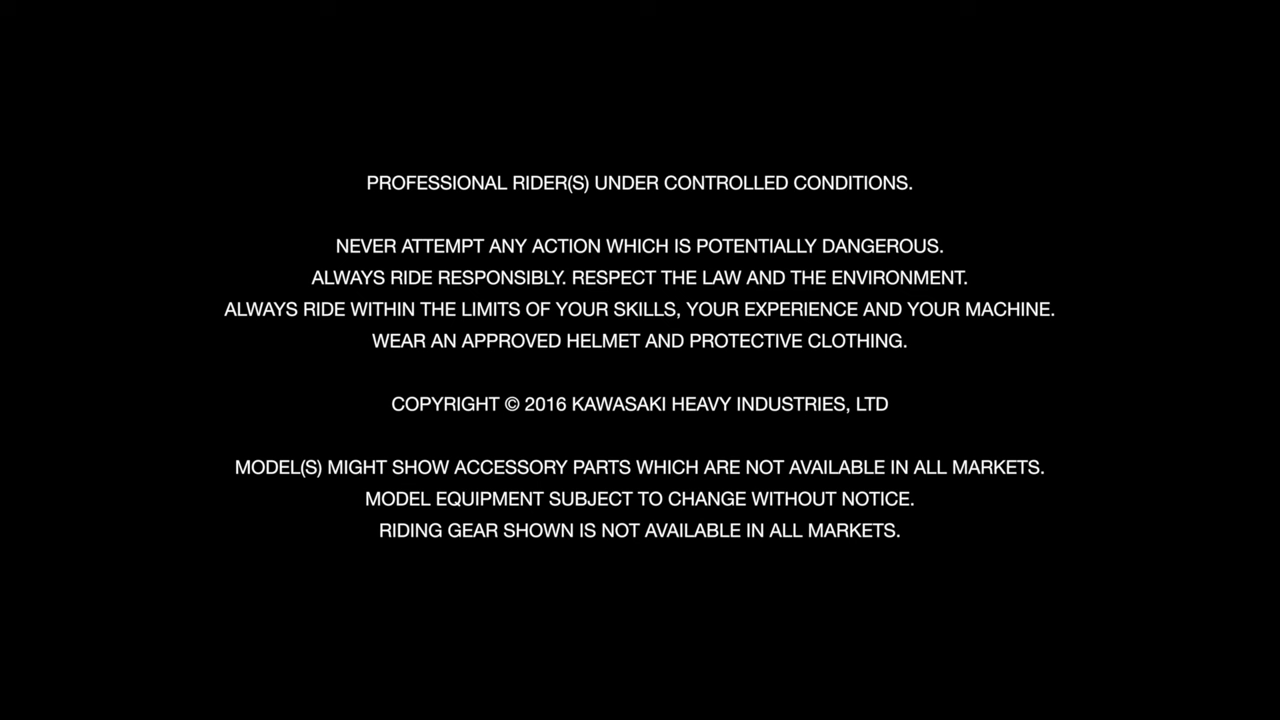 PROFESSIONAL RIDER(S) UNDER CONTROLLED CONDITIONS.
NEVER ATTEMPT ANY ACTION WHICH IS POTENTIALLY DANGEROUS.
ALWAYS RIDE RESPONSIBLY. RESPECT THE LAW AND THE ENVIRONMENT.
ALWAYS RIDE WITHIN THE LIMITS OF YOUR SKILLS, YOUR EXPERIENCE AND YOUR MACHINE.
WEAR AN APPROVED HELMET AND PROTECTIVE CLOTHING.
COPYRIGHT © 2016 KAWASAKI HEAVY INDUSTRIES, LTD
MODEL(S) MIGHT SHOW ACCESSORY PARTS WHICH ARE NOT AVAILABLE IN ALL MARKETS.
MODEL EQUIPMENT SUBJECT TO CHANGE WITHOUT NOTICE.
RIDING GEAR SHOWN IS NOT AVAILABLE IN ALL MARKETS.